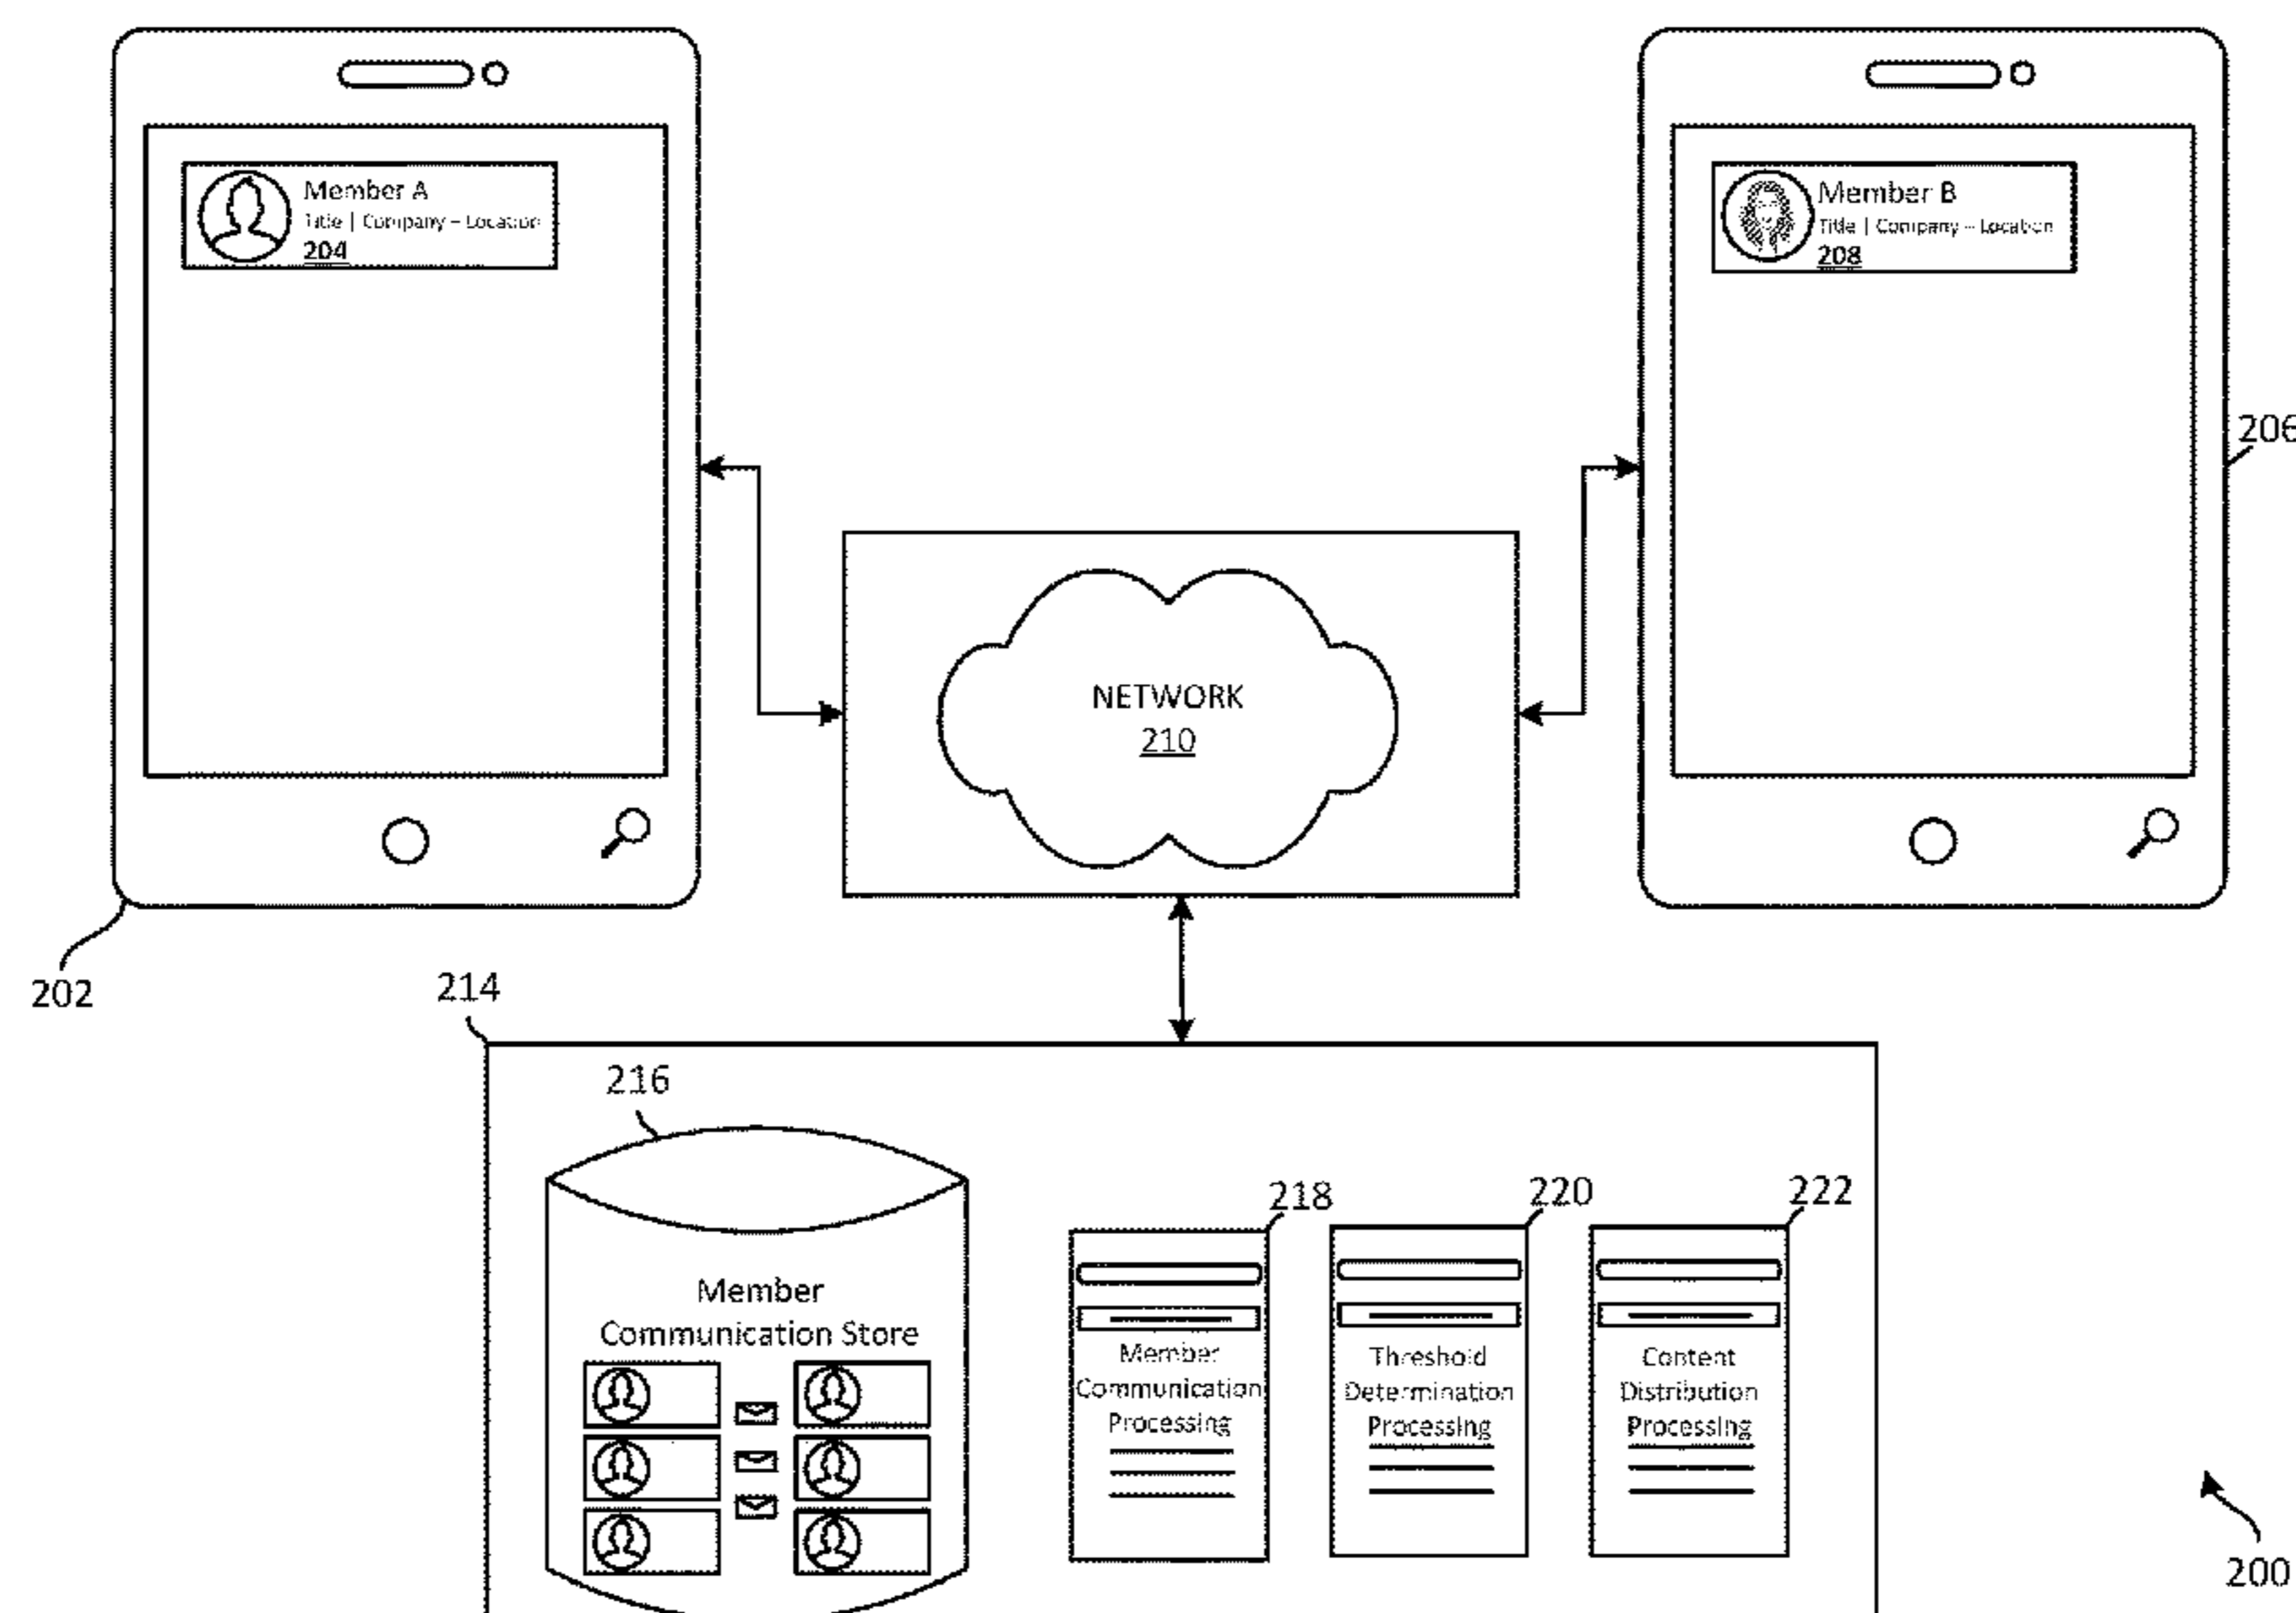 Member A
Title | Company – Location
204
Member B
Title | Company – Location
208
206
NETWORK
210
202
214
216
Member
Communication Store
218
Member
Communication
Processing
220
Threshold
Determination
Processing
222
Content
Distribution
Processing
200